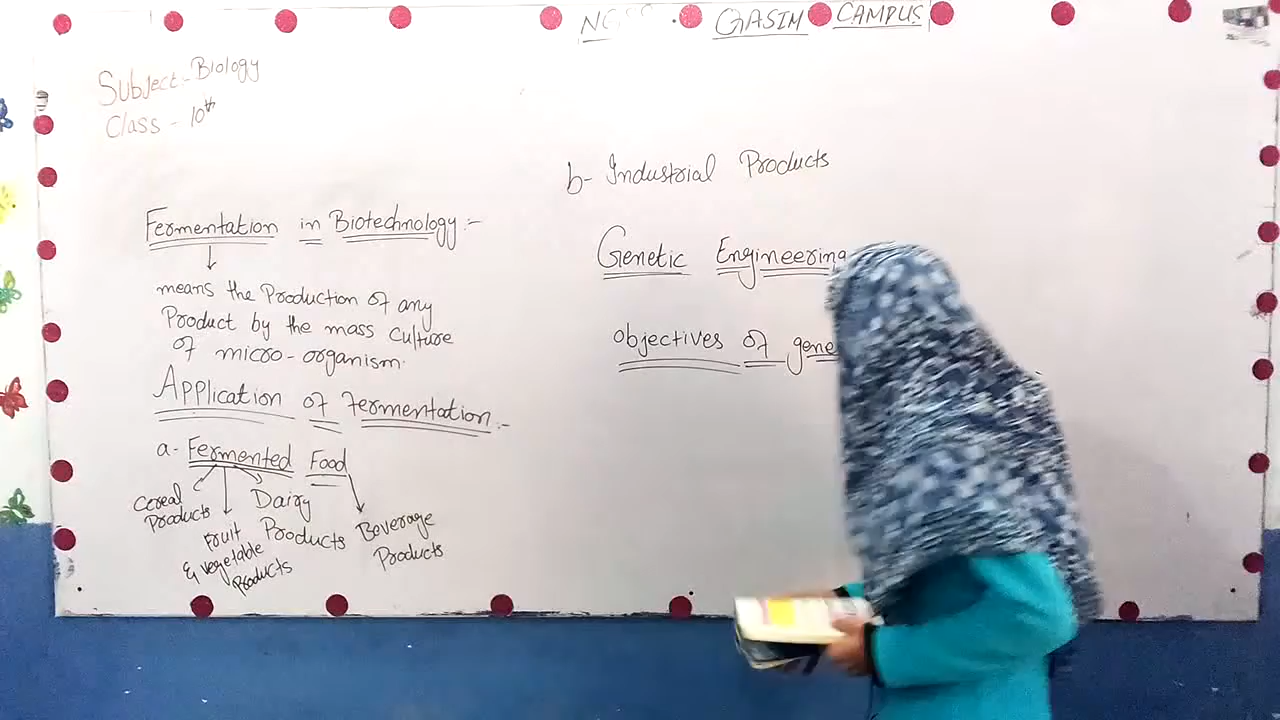 GASIM CAMPUS
Subject:- Biology
Class - 10th
Fermentation in Biotechnology :-
means the Production of any
Product by the mass culture
of micro-organism.
Application of Fermentation :-
a- Fermented Food
Cereal
Products
Fruit
& vegetable
Products
Dairy
Products
Beverage
Products
b- Industrial Products
Genetic Engineering
objectives of gene